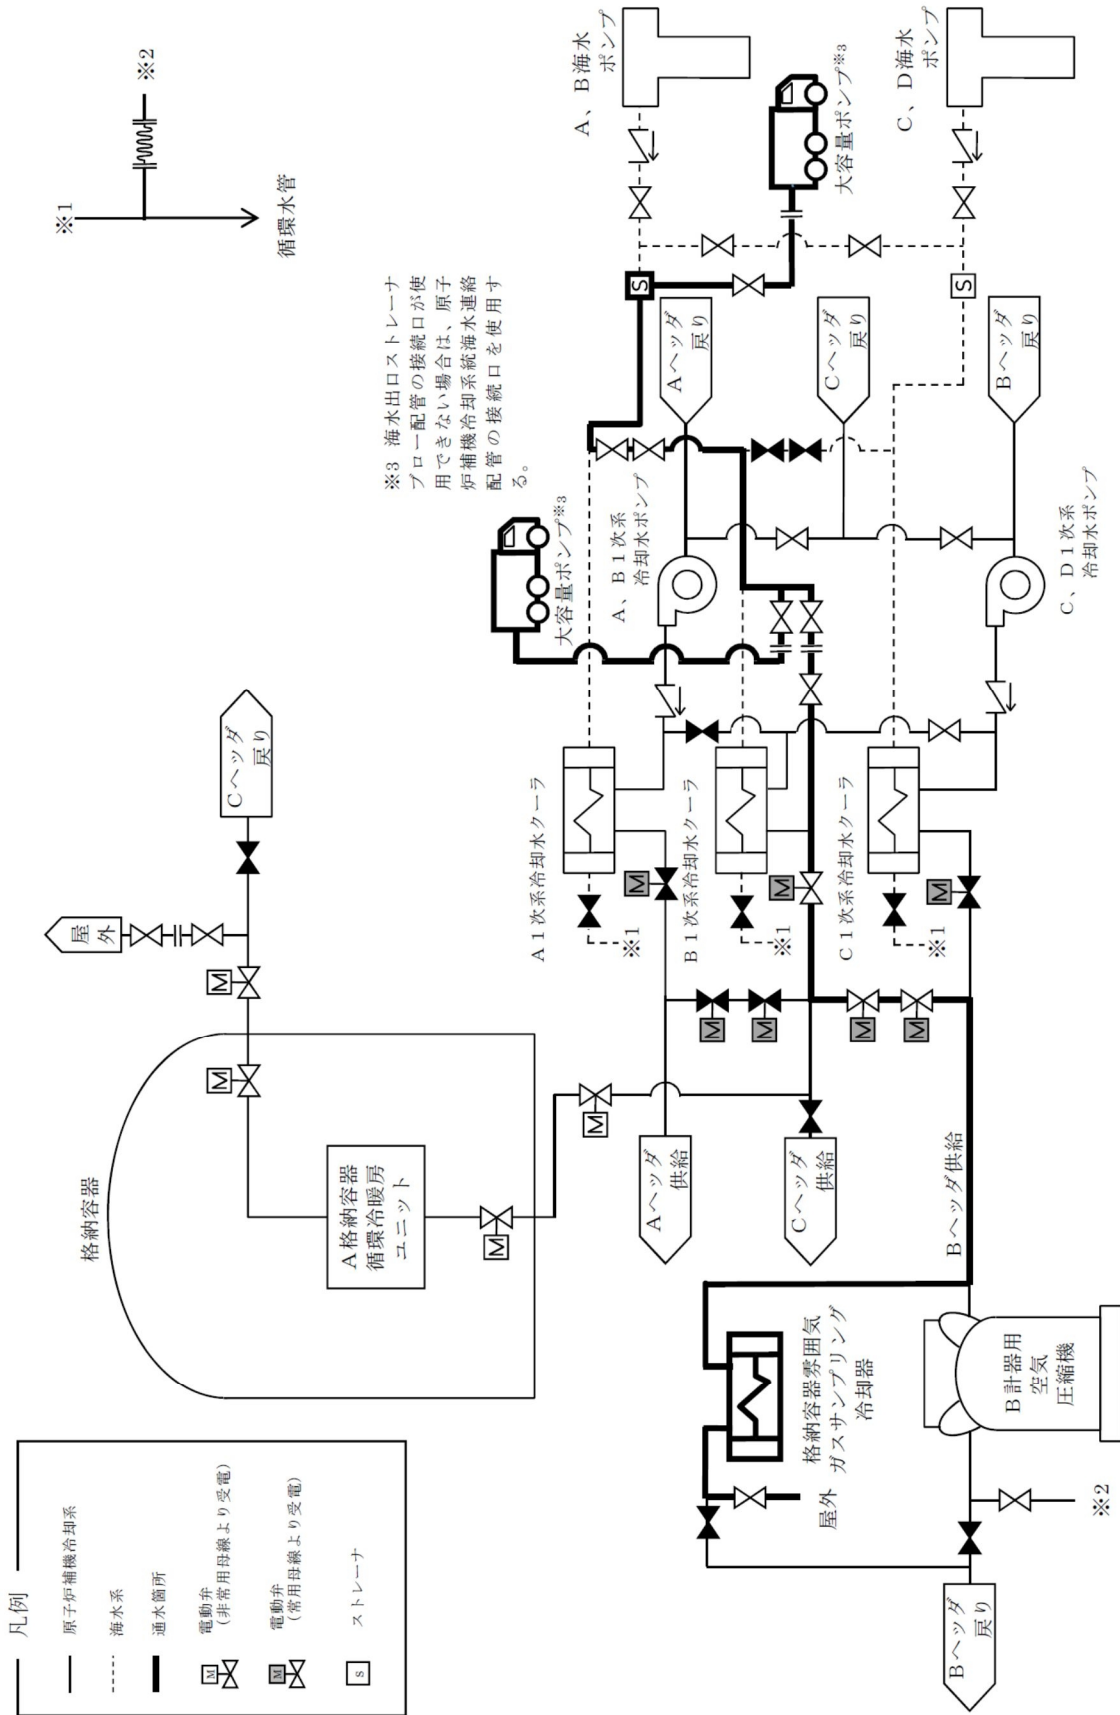 ※1
※2
循環水管
※3 海水出口ストレーナ
ブロー配管の接続口が使
用できない場合は、原子
炉補機冷却系統海水連絡
配管の接続口を使用す
る。
格納容器
屋外
Cヘッダ
戻り
M
M
A格納容器
循環冷暖房
ユニット
M
M
大容量ポンプ※3
A、B海水
ポンプ
大容量ポンプ※3
C、D海水
ポンプ
S
S
A1次系冷却水クーラ
A、B1次系
冷却水ポンプ
Aヘッダ
戻り
Cヘッダ
戻り
Bヘッダ
戻り
B1次系冷却水クーラ
C1次系冷却水クーラ
C、D1次系
冷却水ポンプ
※1
※1
※1
M
M
M
M
M
M
M
Aヘッダ
供給
Cヘッダ
供給
Bヘッダ供給
格納容器雰囲気
ガスサンプリング
冷却器
屋外
B計器用
空気
圧縮機
※2
Bヘッダ
戻り
凡例
原子炉補機冷却系
海水系
通水箇所
M
電動弁
(非常用母線より受電)
M
電動弁
(常用母線より受電)
S
ストレーナ